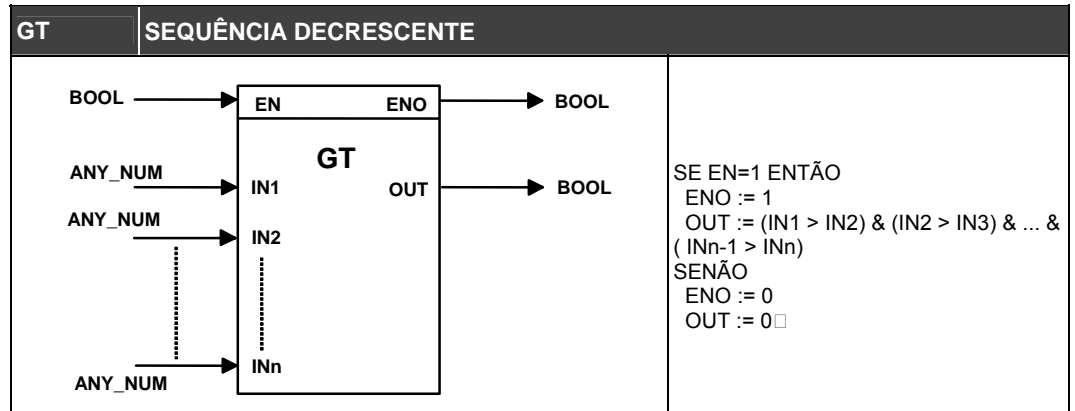 GT SEQUÊNCIA DECRESCENTE
BOOL EN ENO BOOL
GT
ANY_NUM IN1 OUT BOOL
ANY_NUM IN2
INn
ANY_NUM
SE EN=1 ENTÃO
ENO := 1
OUT := (IN1 > IN2) & (IN2 > IN3) & ... &
( INn-1 > INn)
SENÃO
ENO := 0
OUT := 0□